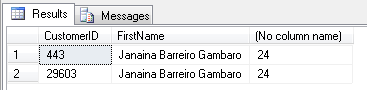 Results Messages
CustomerID FirstName (No column name)
1 443 Janaina Barreiro Gambaro 24
2 29603 Janaina Barreiro Gambaro 24